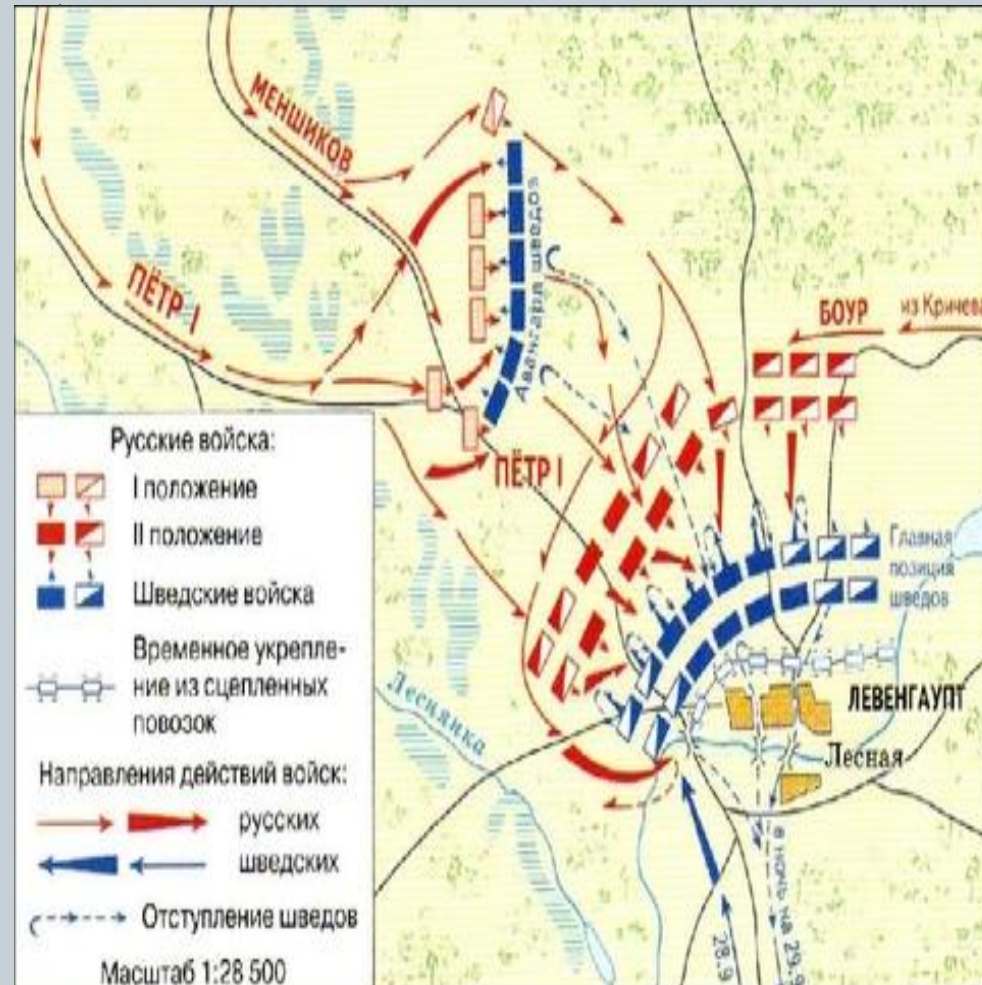 МЕНШИКОВ
ПЁТР I
Авангард шведов
БОУР
из Кричева
ПЁТР I
Русские войска:
I положение
II положение
Шведские войска
Временное укрепле-
ние из сцепленных
повозок
Направления действий войск:
русских
шведских
Отступление шведов
Масштаб 1:28 500
Главная
позиция
шведов
ЛЕВЕНГАУПТ
Лесная
Леснянка
28.9
в ночь на 29.9